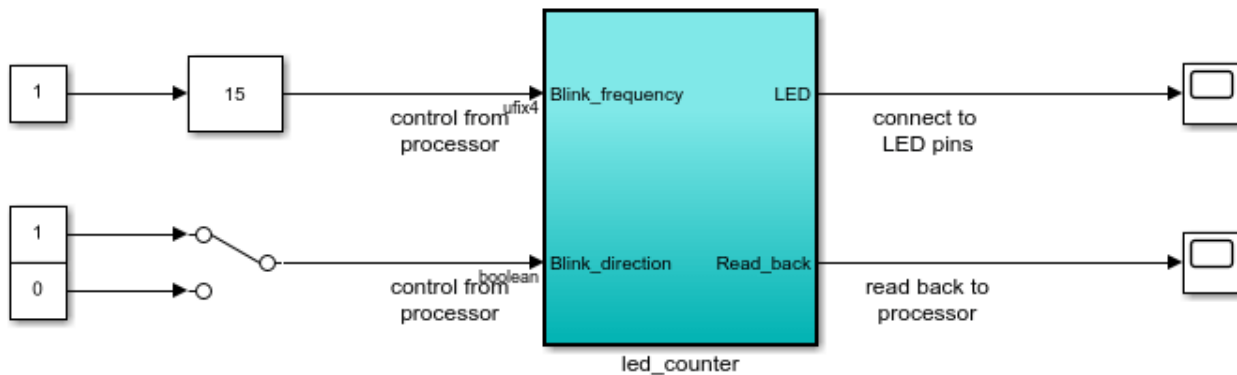 1
15
Blink_frequency
LED
ufix4
control from
processor
connect to
LED pins
1
0
Blink_direction
Read_back
boolean
control from
processor
read back to
processor
led_counter